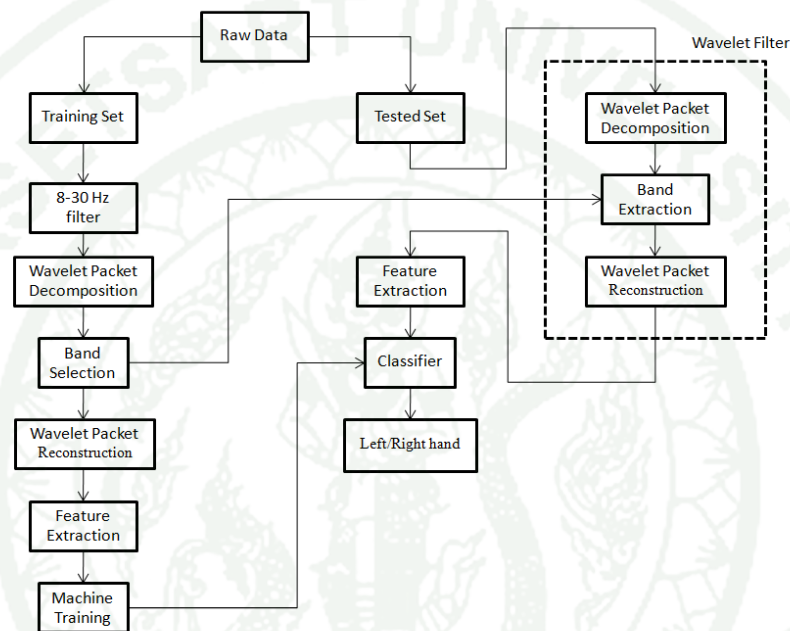 Raw Data
Wavelet Filter
Training Set
Tested Set
Wavelet Packet
Decomposition
8-30 Hz
filter
Band
Extraction
Wavelet Packet
Decomposition
Feature
Extraction
Wavelet Packet
Reconstruction
Band
Selection
Classifier
Wavelet Packet
Reconstruction
Left/Right hand
Feature
Extraction
Machine
Training